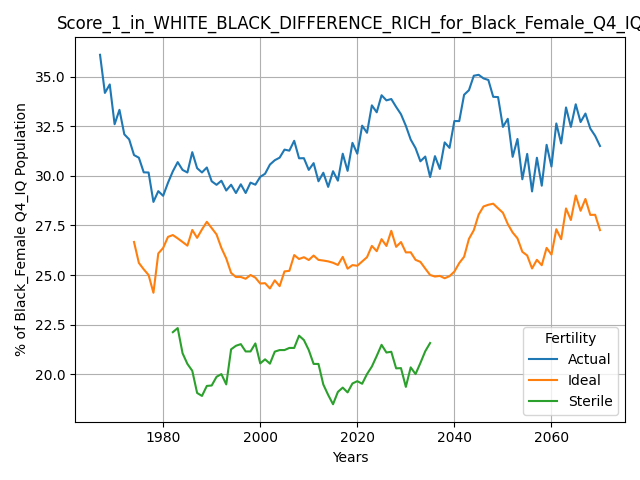 Score_1_in_WHITE_BLACK_DIFFERENCE_RICH_for_Black_Female_Q4_IQ
% of Black_Female Q4_IQ Population
35.0
32.5
30.0
27.5
25.0
22.5
20.0
Fertility
Actual
Ideal
Sterile
1980 2000 2020 2040 2060
Years